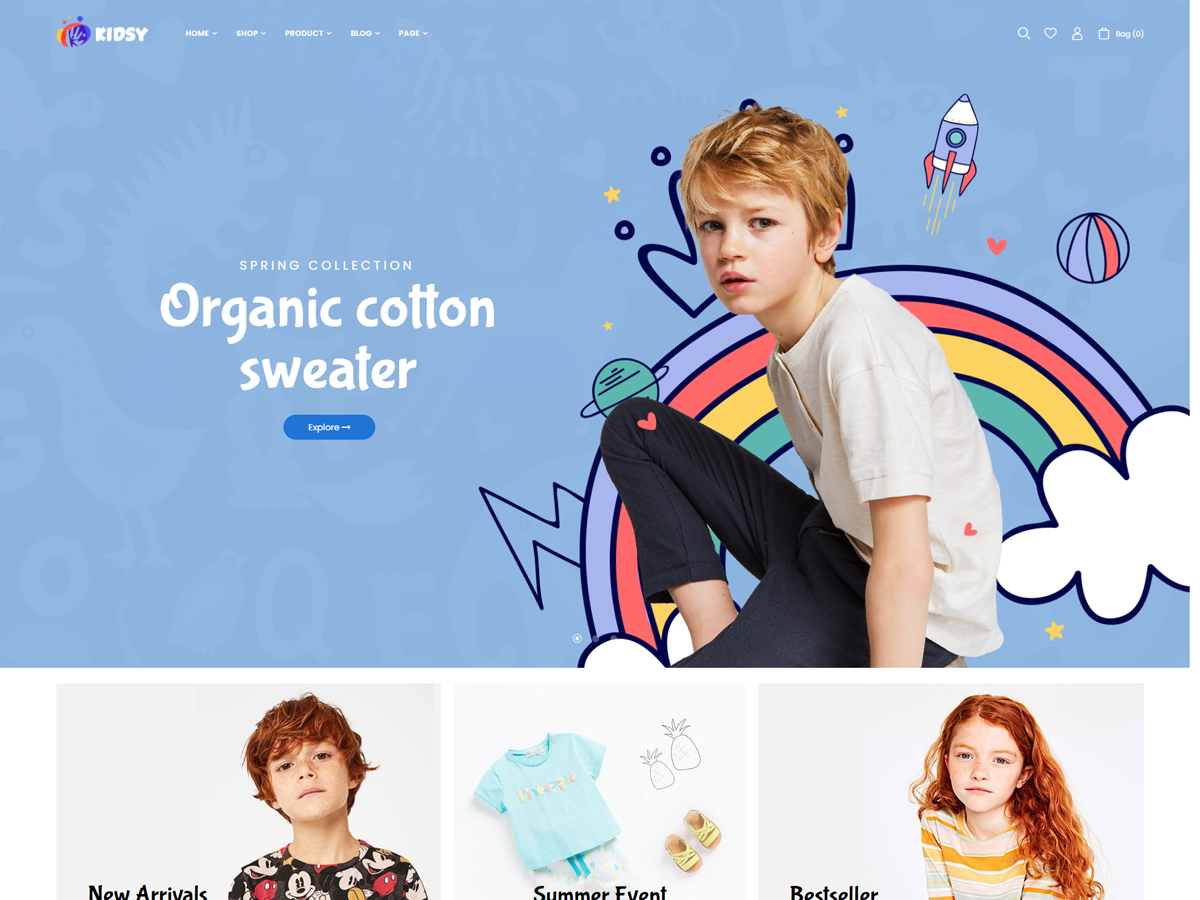 KIDSY
HOME
SHOP
PRODUCT
BLOG
PAGE
Bag (0)
SPRING COLLECTION
Organic cotton
sweater
Explore
New Arrivals
Summer Event
Bestseller